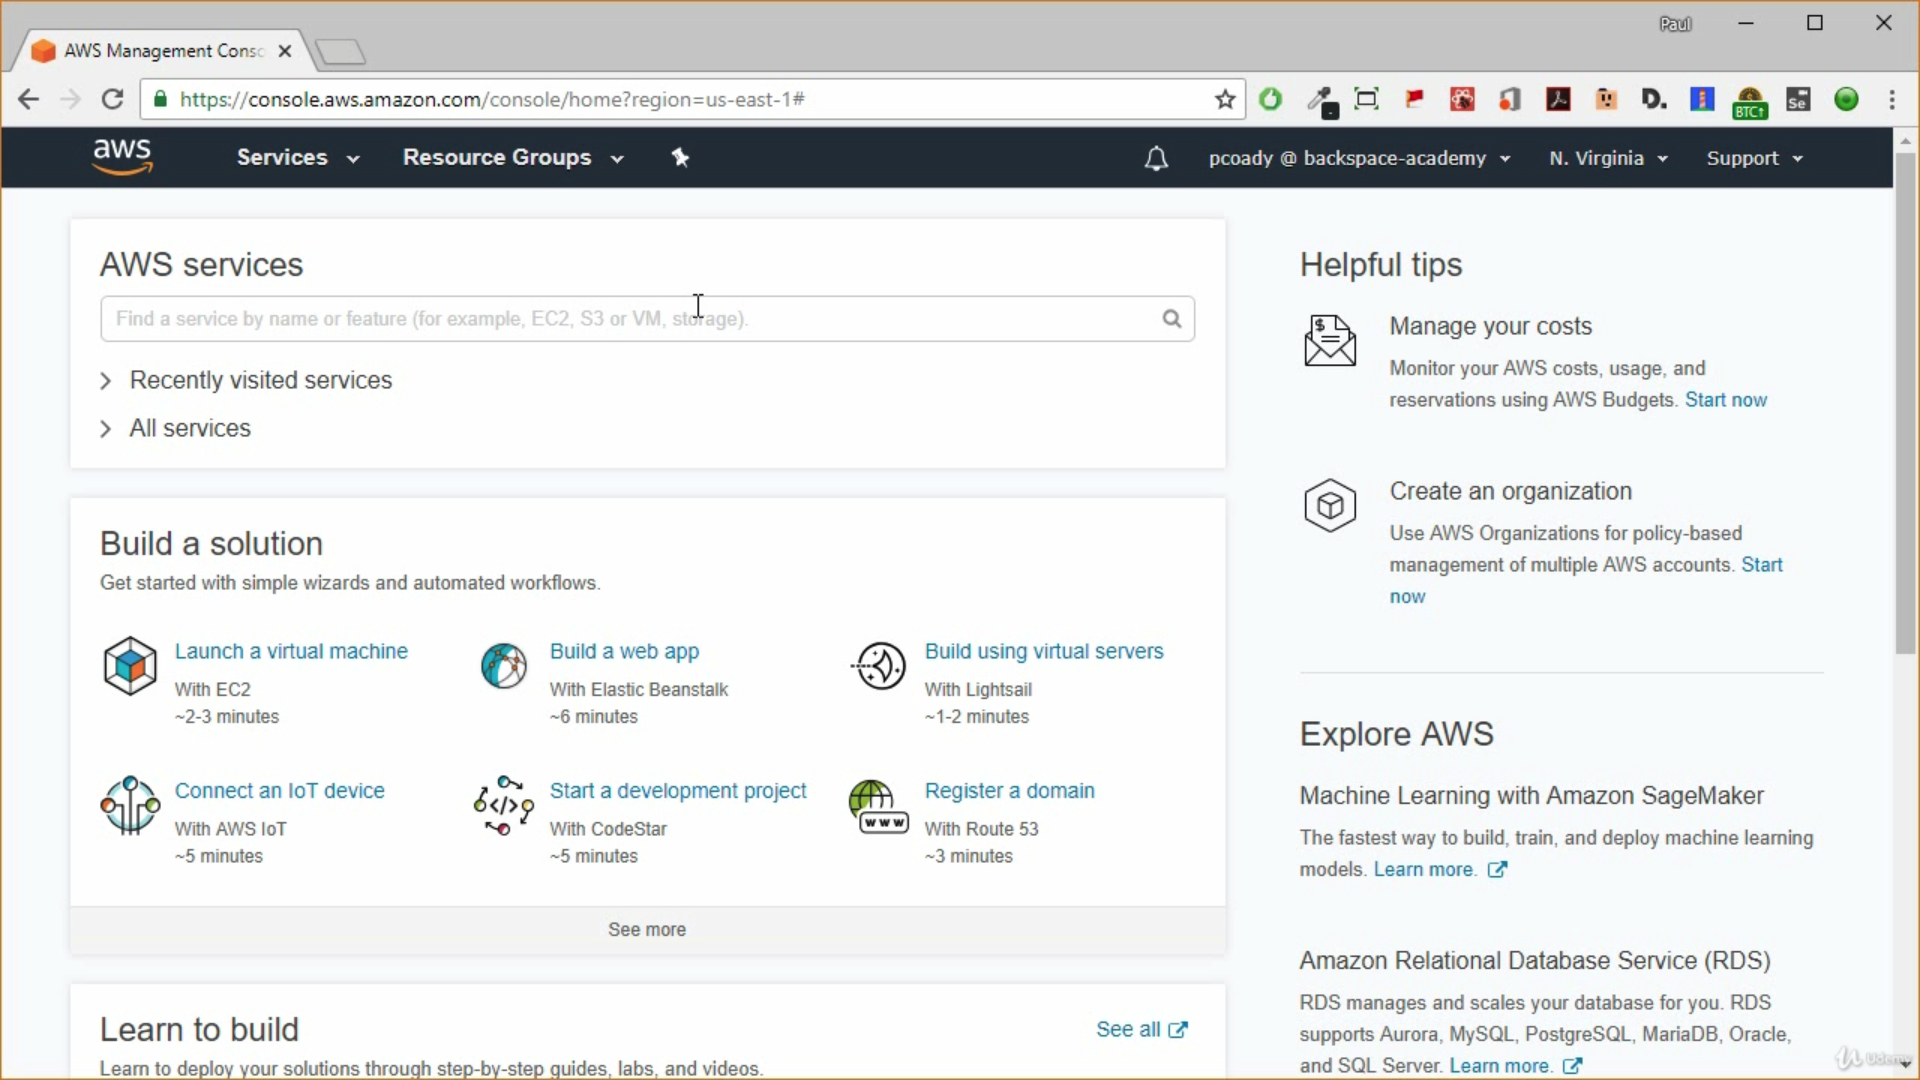 Paul
AWS Management Conso
https://console.aws.amazon.com/console/home?region=us-east-1#
BTC↑
Se
D.
aws
Services
Resource Groups
pcoady @ backspace-academy
N. Virginia
Support
AWS services
Find a service by name or feature (for example, EC2, S3 or VM, storage).
Recently visited services
All services
Build a solution
Get started with simple wizards and automated workflows.
Launch a virtual machine
With EC2
~2-3 minutes
Build a web app
With Elastic Beanstalk
~6 minutes
Build using virtual servers
With Lightsail
~1-2 minutes
Connect an IoT device
With AWS IoT
~5 minutes
Start a development project
With CodeStar
~5 minutes
Register a domain
With Route 53
~3 minutes
www
See more
Learn to build
See all
Learn to deploy your solutions through step-by-step guides, labs, and videos.
Helpful tips
Manage your costs
Monitor your AWS costs, usage, and
reservations using AWS Budgets. Start now
Create an organization
Use AWS Organizations for policy-based
management of multiple AWS accounts. Start
now
Explore AWS
Machine Learning with Amazon SageMaker
The fastest way to build, train, and deploy machine learning
models. Learn more.
Amazon Relational Database Service (RDS)
RDS manages and scales your database for you. RDS
supports Aurora, MySQL, PostgreSQL, MariaDB, Oracle,
and SQL Server. Learn more.
Udemy